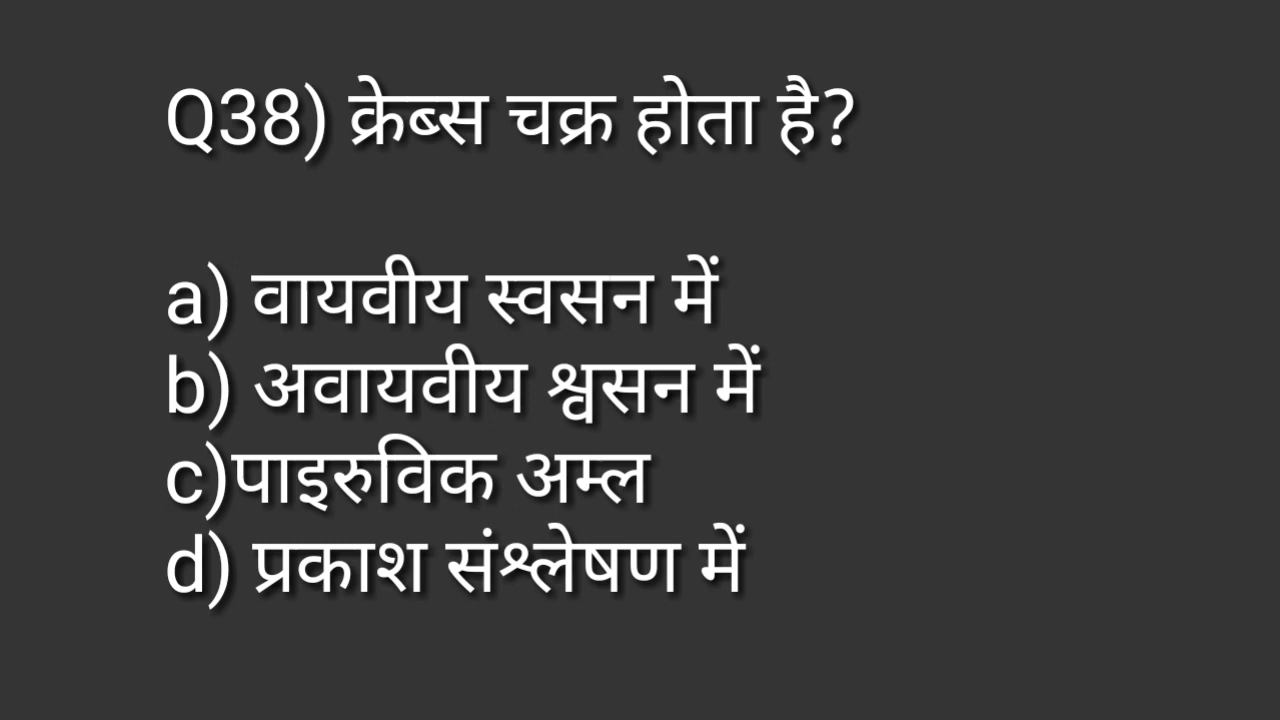 Q38) क्रेब्स चक्र होता है?
a) वायवीय स्वसन में
b) अवायवीय श्वसन में
c)पाइरुविक अम्ल
d) प्रकाश संश्लेषण में